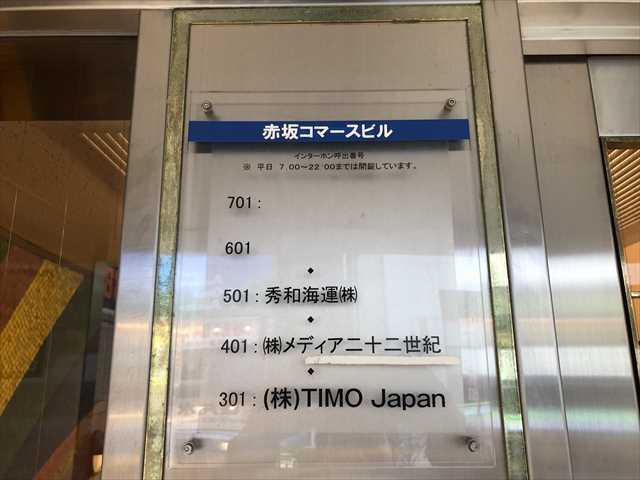 赤坂コマースビル
インターホン呼出番号
※ 平日 7:00〜22:00までは開錠しています。
701:
601
501:秀和海運㈱
401:㈱メディア二十二世紀
301:(株)TIMO Japan